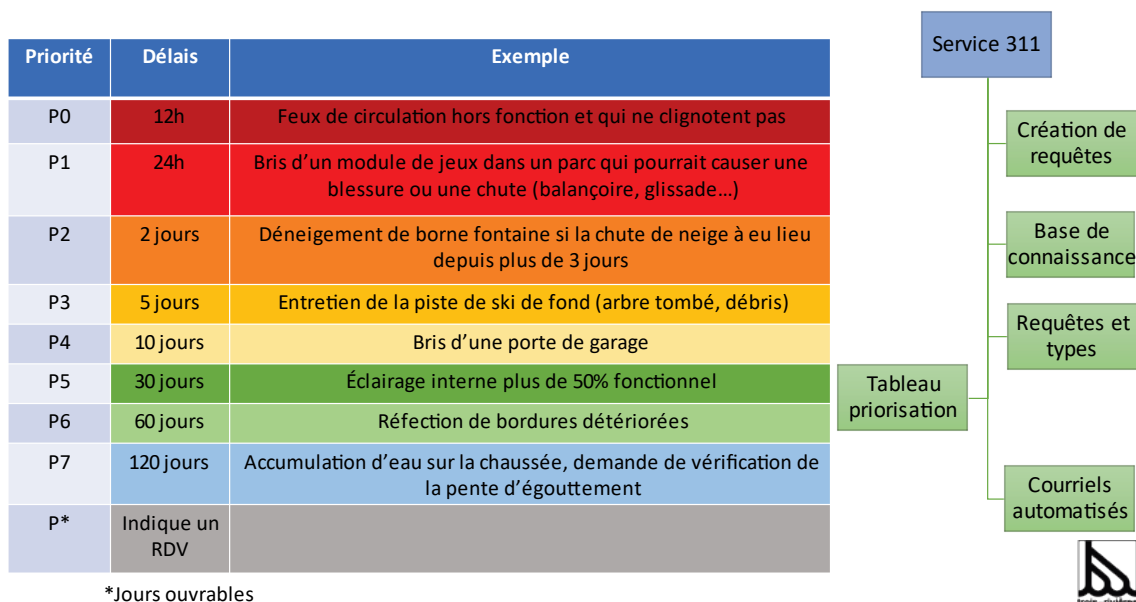 Priorité Délais Exemple
P0 12h Feux de circulation hors fonction et qui ne clignotent pas
P1 24h Bris d'un module de jeux dans un parc qui pourrait causer une
blessure ou une chute (balançoire, glissade…)
P2 2 jours Déneigement de borne fontaine si la chute de neige à eu lieu
depuis plus de 3 jours
P3 5 jours Entretien de la piste de ski de fond (arbre tombé, débris)
P4 10 jours Bris d'une porte de garage
P5 30 jours Éclairage interne plus de 50% fonctionnel
P6 60 jours Réfection de bordures détériorées
P7 120 jours Accumulation d'eau sur la chaussée, demande de vérification de
la pente d'égouttement
P* Indique un
RDV
*Jours ouvrables
Service 311
Création de
requêtes
Base de
connaissance
Requêtes et
types
Tableau
priorisation
Courriels
automatisés